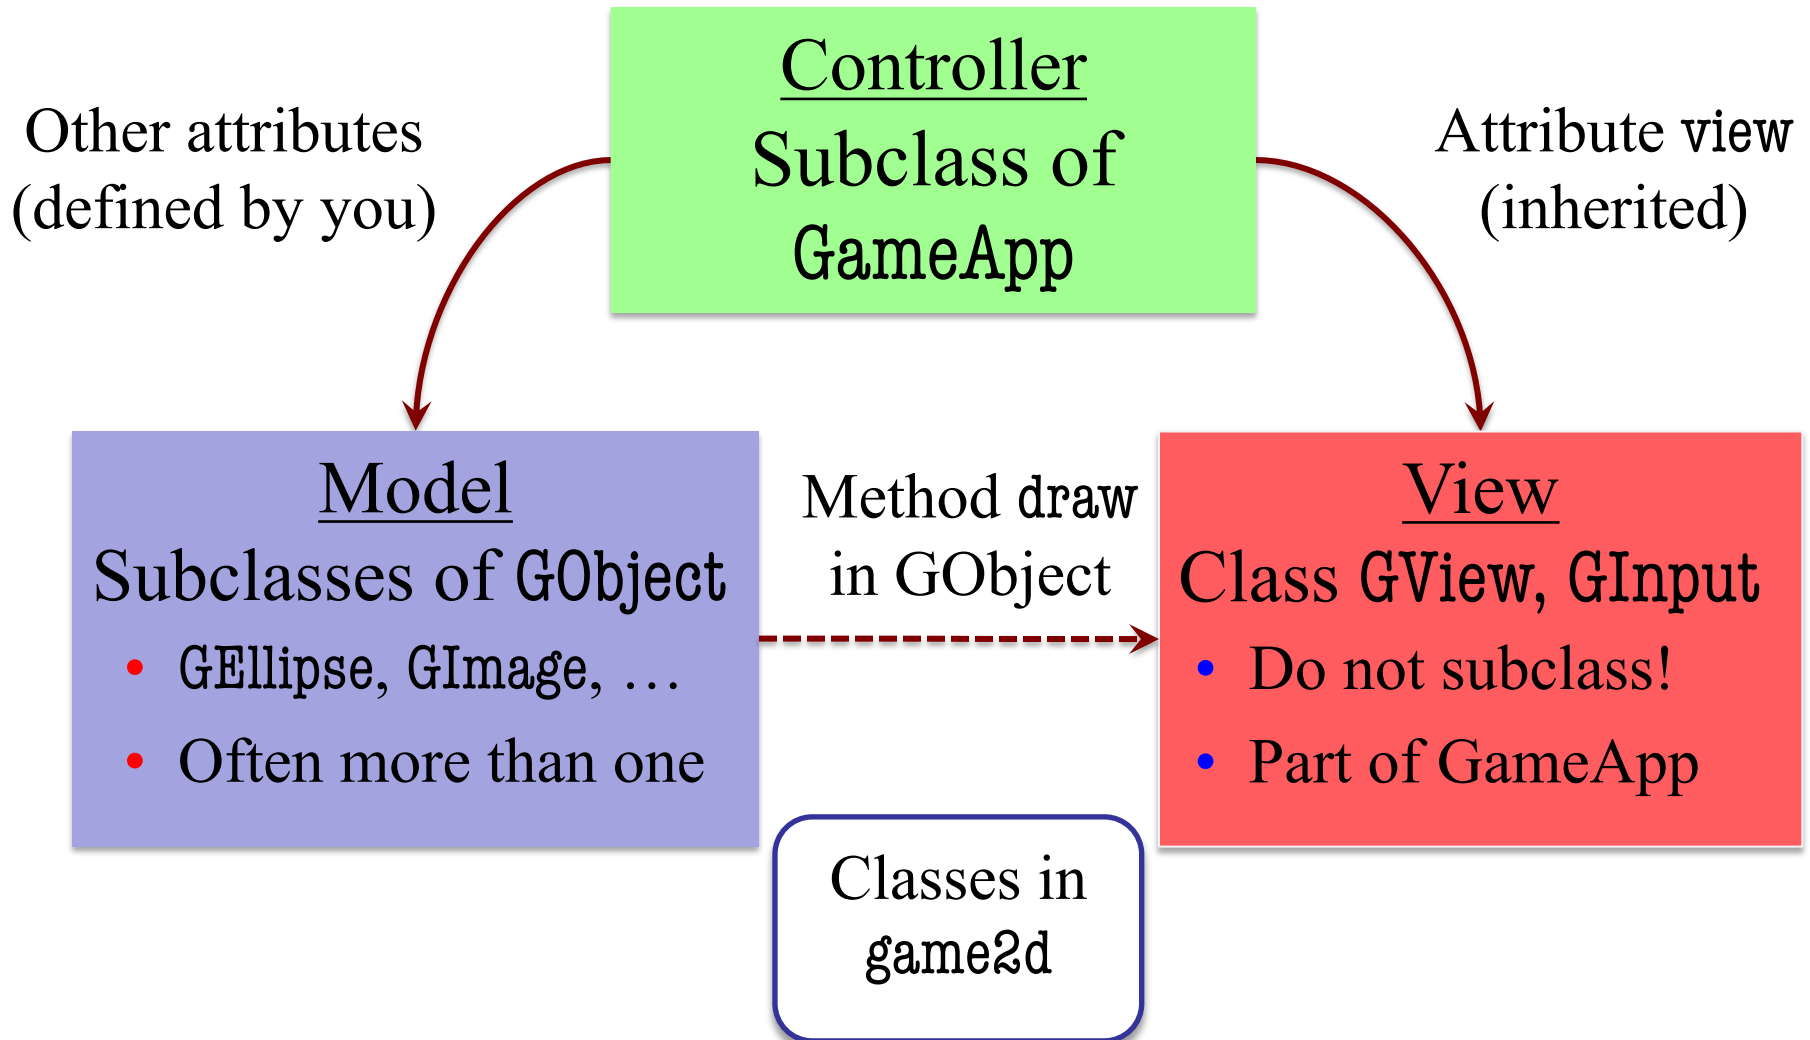 Controller
Subclass of
GameApp
Other attributes
(defined by you)
Attribute view
(inherited)
Model
Subclasses of GObject
• GEllipse, GImage, …
• Often more than one
Method draw
in GObject
View
Class GView, GInput
• Do not subclass!
• Part of GameApp
Classes in
game2d